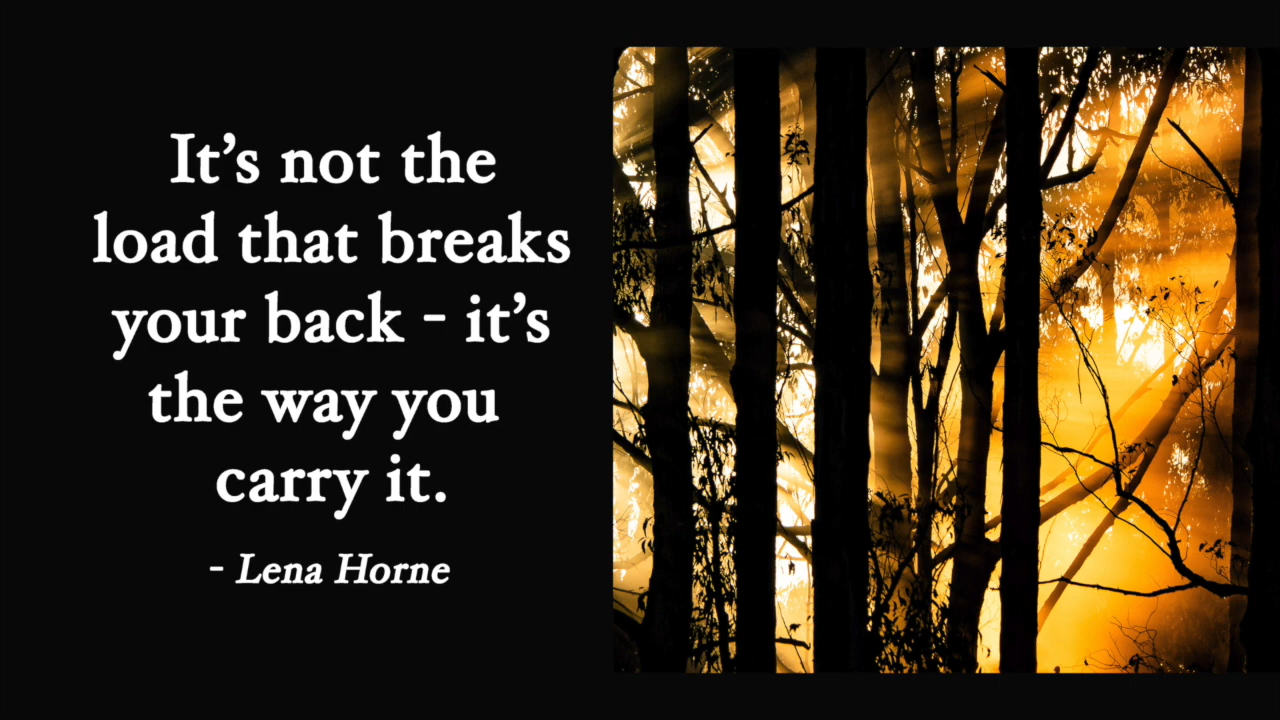 It’s not the
load that breaks
your back - it’s
the way you
carry it.
- Lena Horne